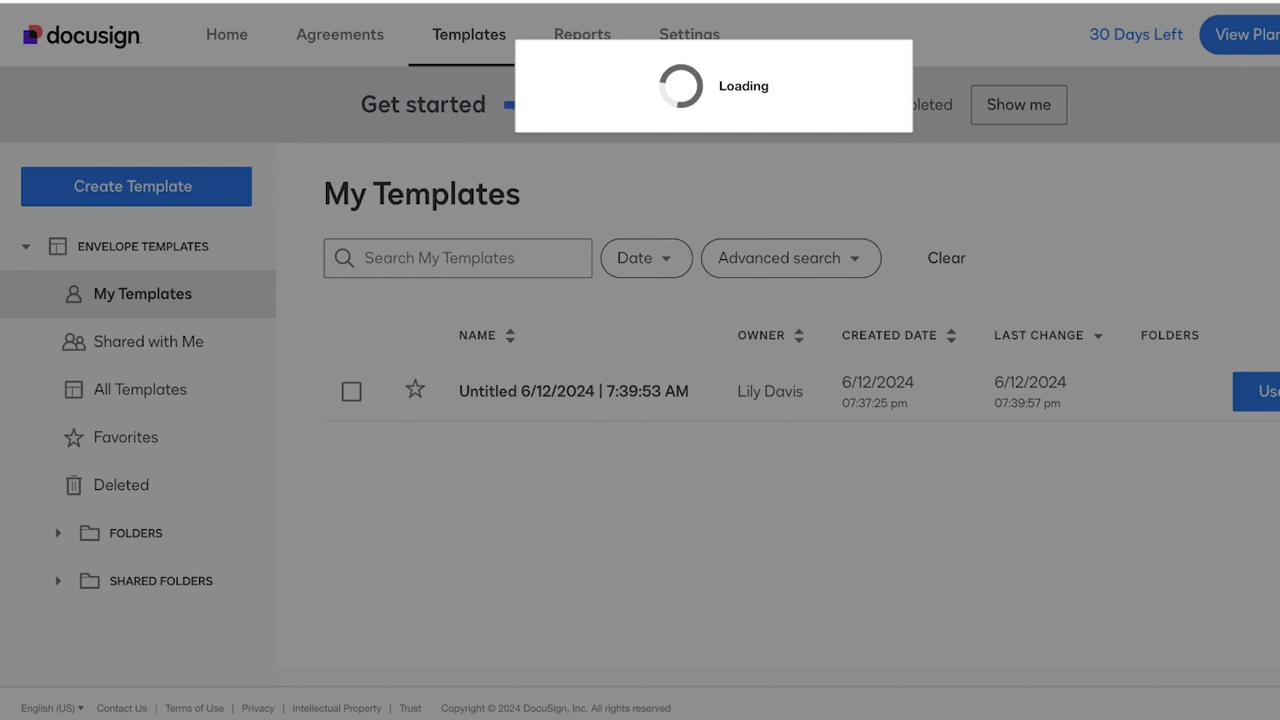 docusign
Home Agreements Templates Reports Settings 30 Days Left View
Loading
Get started Show me
Create Template
My Templates
ENVELOPE TEMPLATES
Search My Templates Date Advanced search Clear
My Templates
Shared with Me
NAME OWNER CREATED DATE LAST CHANGE FOLDERS
All Templates
Untitled 6/12/2024 | 7:39:53 AM Lily Davis 6/12/2024 6/12/2024
07:37:25 pm 07:39:57 pm
Favorites
Deleted
FOLDERS
SHARED FOLDERS
English (US) Contact Us | Terms of Use | Privacy | Intellectual Property | Trust Copyright © 2024 DocuSign, Inc. All rights reserved